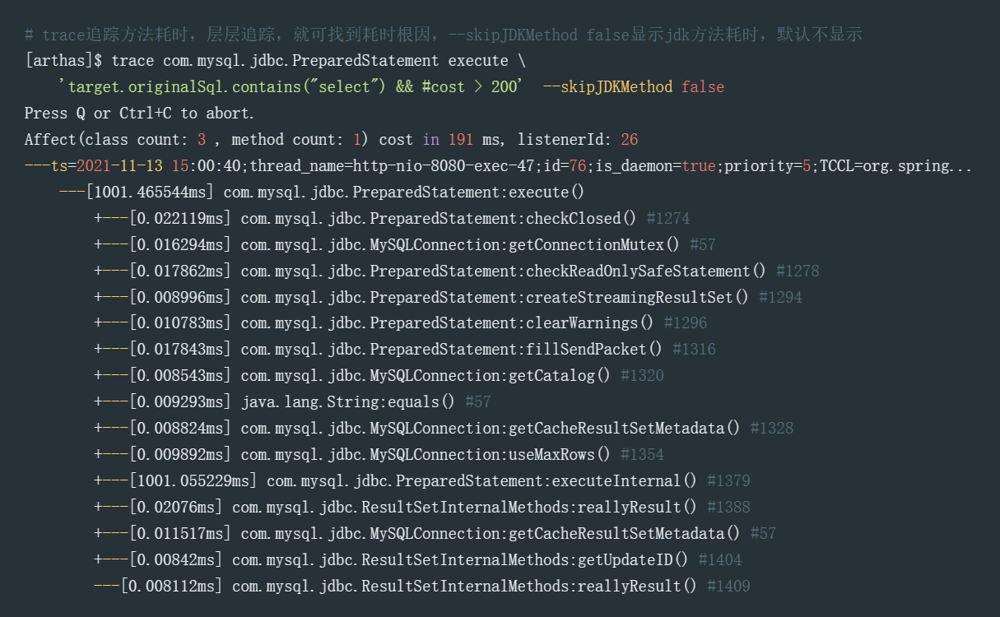 # trace追踪方法耗时，层层追踪，就可找到耗时根因，--skipJDKMethod false显示jdk方法耗时，默认不显示
[arthas]$ trace com.mysql.jdbc.PreparedStatement execute \
    'target.originalSql.contains("select") && #cost > 200'  --skipJDKMethod false
Press Q or Ctrl+C to abort.
Affect(class count: 3 , method count: 1) cost in 191 ms, listenerId: 26
---ts=2021-11-13 15:00:40;thread_name=http-nio-8080-exec-47;id=76;is_daemon=true;priority=5;TCCL=org.spring...
    ---[1001.465544ms] com.mysql.jdbc.PreparedStatement:execute()
        +---[0.022119ms] com.mysql.jdbc.PreparedStatement:checkClosed() #1274
        +---[0.016294ms] com.mysql.jdbc.MySQLConnection:getConnectionMutex() #57
        +---[0.017862ms] com.mysql.jdbc.PreparedStatement:checkReadOnlySafeStatement() #1278
        +---[0.008996ms] com.mysql.jdbc.PreparedStatement:createStreamingResultSet() #1294
        +---[0.010783ms] com.mysql.jdbc.PreparedStatement:clearWarnings() #1296
        +---[0.017843ms] com.mysql.jdbc.PreparedStatement:fillSendPacket() #1316
        +---[0.008543ms] com.mysql.jdbc.MySQLConnection:getCatalog() #1320
        +---[0.009293ms] java.lang.String:equals() #57
        +---[0.008824ms] com.mysql.jdbc.MySQLConnection:getCacheResultSetMetadata() #1328
        +---[0.009892ms] com.mysql.jdbc.MySQLConnection:useMaxRows() #1354
        +---[1001.055229ms] com.mysql.jdbc.PreparedStatement:executeInternal() #1379
        +---[0.02076ms] com.mysql.jdbc.ResultSetInternalMethods:reallyResult() #1388
        +---[0.011517ms] com.mysql.jdbc.MySQLConnection:getCacheResultSetMetadata() #57
        +---[0.00842ms] com.mysql.jdbc.ResultSetInternalMethods:getUpdateID() #1404
        ---[0.008112ms] com.mysql.jdbc.ResultSetInternalMethods:reallyResult() #1409